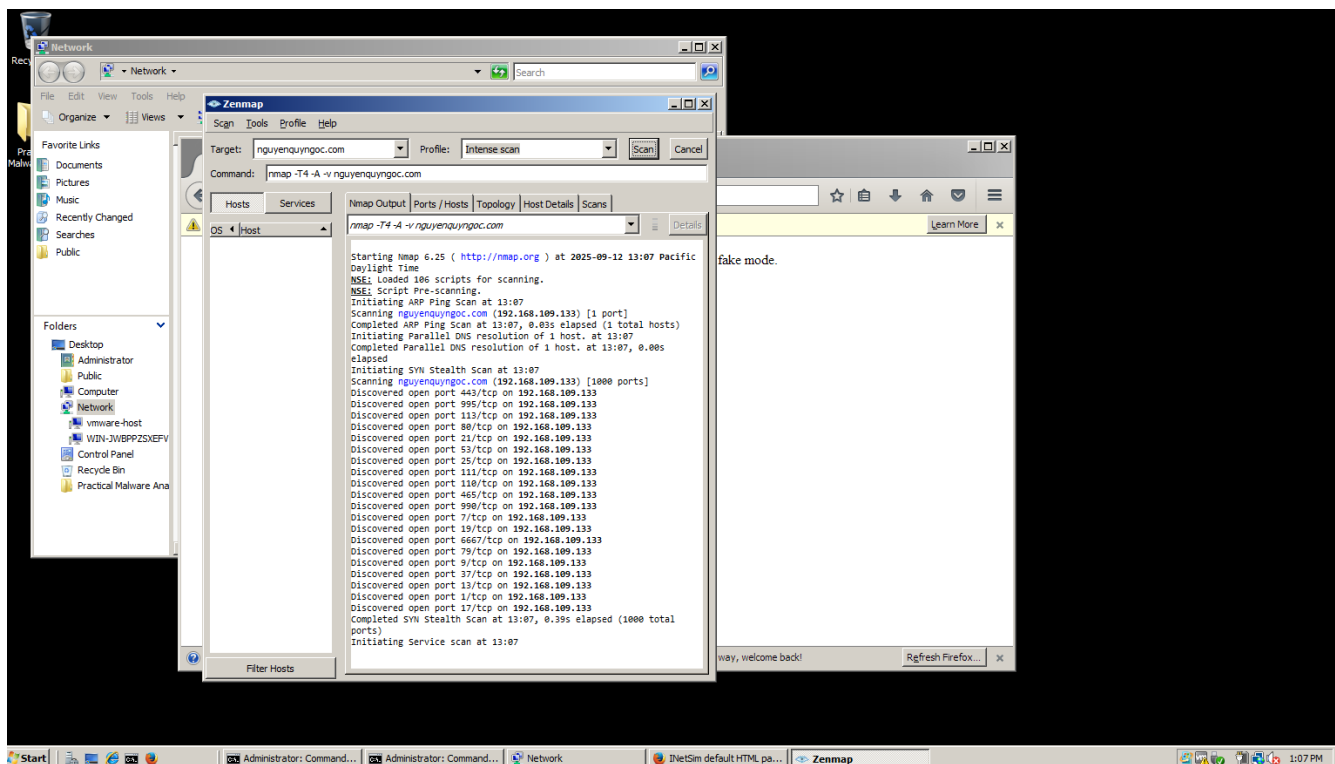 Recy
Pra
Malw
Network
Network
Search
File Edit View Tools Help
Organize Views
Favorite Links
Documents
Pictures
Music
Recently Changed
Searches
Public
Folders
Desktop
Administrator
Public
Computer
Network
vmware-host
WIN-JWBPPZSXEFV
Control Panel
Recycle Bin
Practical Malware Ana
Zenmap
Scan Tools Profile Help
Target: nguyenquyngoc.com Profile: Intense scan Scan Cancel
Command: nmap -T4 -A -v nguyenquyngoc.com
Hosts Services
OS Host
Filter Hosts
Nmap Output Ports / Hosts Topology Host Details Scans
nmap -T4 -A -v nguyenquyngoc.com Details
Starting Nmap 6.25 ( http://nmap.org ) at 2025-09-12 13:07 Pacific
Daylight Time
NSE: Loaded 106 scripts for scanning.
NSE: Script Pre-scanning.
Initiating ARP Ping Scan at 13:07
Scanning nguyenquyngoc.com (192.168.109.133) [1 port]
Completed ARP Ping Scan at 13:07, 0.03s elapsed (1 total hosts)
Initiating Parallel DNS resolution of 1 host. at 13:07
Completed Parallel DNS resolution of 1 host. at 13:07, 0.00s
elapsed
Initiating SYN Stealth Scan at 13:07
Scanning nguyenquyngoc.com (192.168.109.133) [1000 ports]
Discovered open port 443/tcp on 192.168.109.133
Discovered open port 995/tcp on 192.168.109.133
Discovered open port 113/tcp on 192.168.109.133
Discovered open port 80/tcp on 192.168.109.133
Discovered open port 21/tcp on 192.168.109.133
Discovered open port 53/tcp on 192.168.109.133
Discovered open port 25/tcp on 192.168.109.133
Discovered open port 111/tcp on 192.168.109.133
Discovered open port 110/tcp on 192.168.109.133
Discovered open port 465/tcp on 192.168.109.133
Discovered open port 990/tcp on 192.168.109.133
Discovered open port 7/tcp on 192.168.109.133
Discovered open port 19/tcp on 192.168.109.133
Discovered open port 6667/tcp on 192.168.109.133
Discovered open port 79/tcp on 192.168.109.133
Discovered open port 9/tcp on 192.168.109.133
Discovered open port 37/tcp on 192.168.109.133
Discovered open port 13/tcp on 192.168.109.133
Discovered open port 1/tcp on 192.168.109.133
Discovered open port 17/tcp on 192.168.109.133
Completed SYN Stealth Scan at 13:07, 0.39s elapsed (1000 total
ports)
Initiating Service scan at 13:07
Learn More
fake mode.
way, welcome back! Refresh Firefox...
Start Administrator: Command... Administrator: Command... Network INetSim default HTML pa... Zenmap 1:07 PM